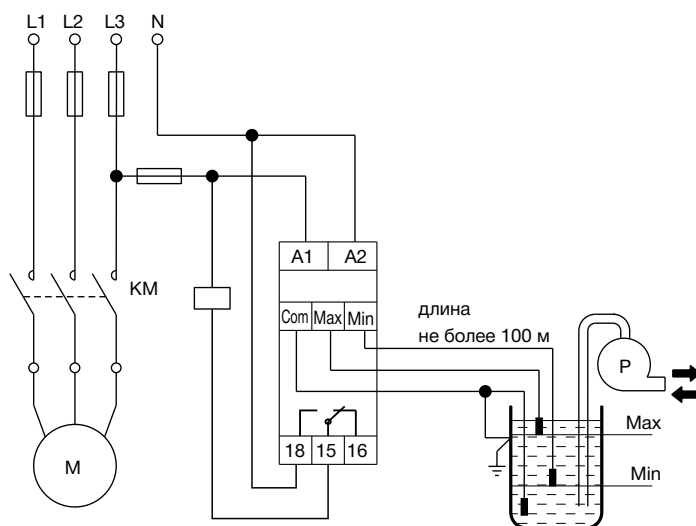 L1 L2 L3 N
A1 A2
KM
Com Max Min
длина
не более 100 м
P
Max
Min
18 15 16
M